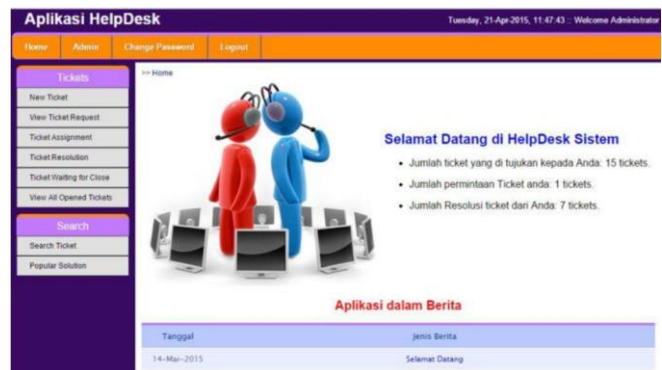 Aplikasi HelpDesk
Tuesday, 21-Apr-2015, 11:47:43 :: Welcome Administrator
Home Admin Change Password Logout
>> Home
Tickets
New Ticket
View Ticket Request
Ticket Assignment
Ticket Resolution
Ticket Waiting for Close
View All Opened Tickets
Search
Search Ticket
Popular Solution
Selamat Datang di HelpDesk Sistem
• Jumlah ticket yang di tujukan kepada Anda: 15 tickets.
• Jumlah permintaan Ticket anda: 1 tickets.
• Jumlah Resolusi ticket dari Anda: 7 tickets.
Aplikasi dalam Berita
Tanggal Jenis Berita
14-Mar-2015 Selamat Datang